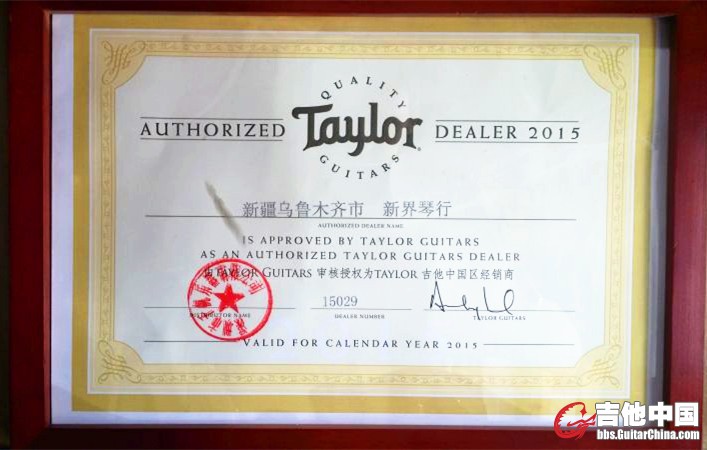 QUALITY
AUTHORIZED Taylor DEALER 2015
GUITARS
新疆乌鲁木齐市 新界琴行
AUTHORIZED DEALER NAME
IS APPROVED BY TAYLOR GUITARS
AS AN AUTHORIZED TAYLOR GUITARS DEALER
由TAYLOR GUITARS 审核授权为TAYLOR 吉他中国区经销商
15029
DISTRIBUTOR NAME DEALER NUMBER TAYLOR GUITARS
VALID FOR CALENDAR YEAR 2015
吉他中国
bbs.GuitarChina.com